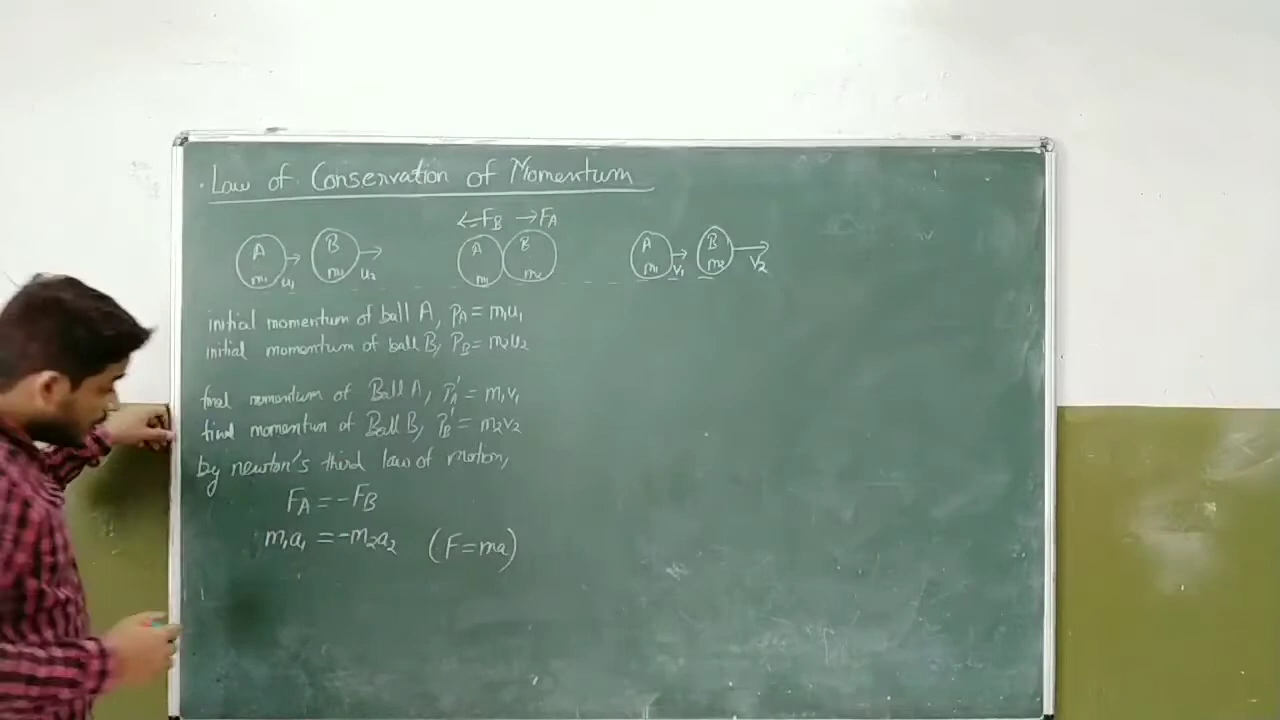 . Law of Conservation of Momentum
←FB →FA
A B A B A B
m1 → u1 m2 → u2 m1 m2 m1 → v1 m2 → v2
initial momentum of ball A, PA = m1u1
initial momentum of ball B, PB = m2u2
final momentum of Ball A, PA' = m1v1
final momentum of Ball B, PB' = m2v2
by newton's third law of motion,
FA = -FB
m1a1 = -m2a2 (F=ma)